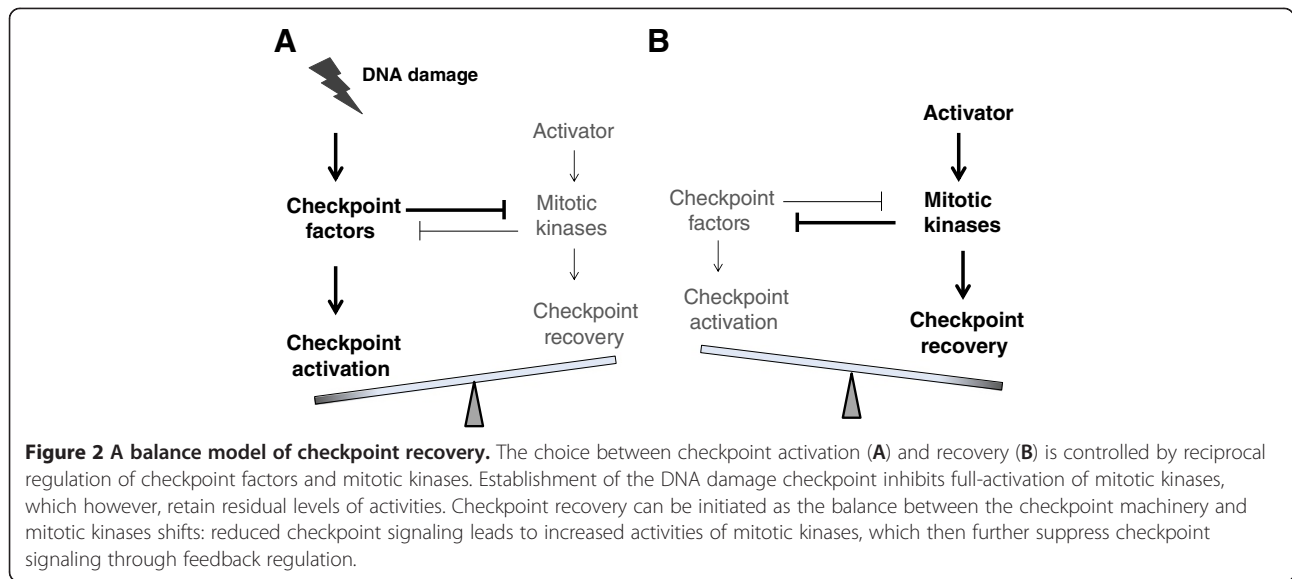 A
DNA damage
Activator
Checkpoint
factors
Mitotic
kinases
Checkpoint
activation
Checkpoint
recovery
B
Activator
Checkpoint
factors
Mitotic
kinases
Checkpoint
activation
Checkpoint
recovery
Figure 2 A balance model of checkpoint recovery. The choice between checkpoint activation (A) and recovery (B) is controlled by reciprocal
regulation of checkpoint factors and mitotic kinases. Establishment of the DNA damage checkpoint inhibits full-activation of mitotic kinases,
which however, retain residual levels of activities. Checkpoint recovery can be initiated as the balance between the checkpoint machinery and
mitotic kinases shifts: reduced checkpoint signaling leads to increased activities of mitotic kinases, which then further suppress checkpoint
signaling through feedback regulation.